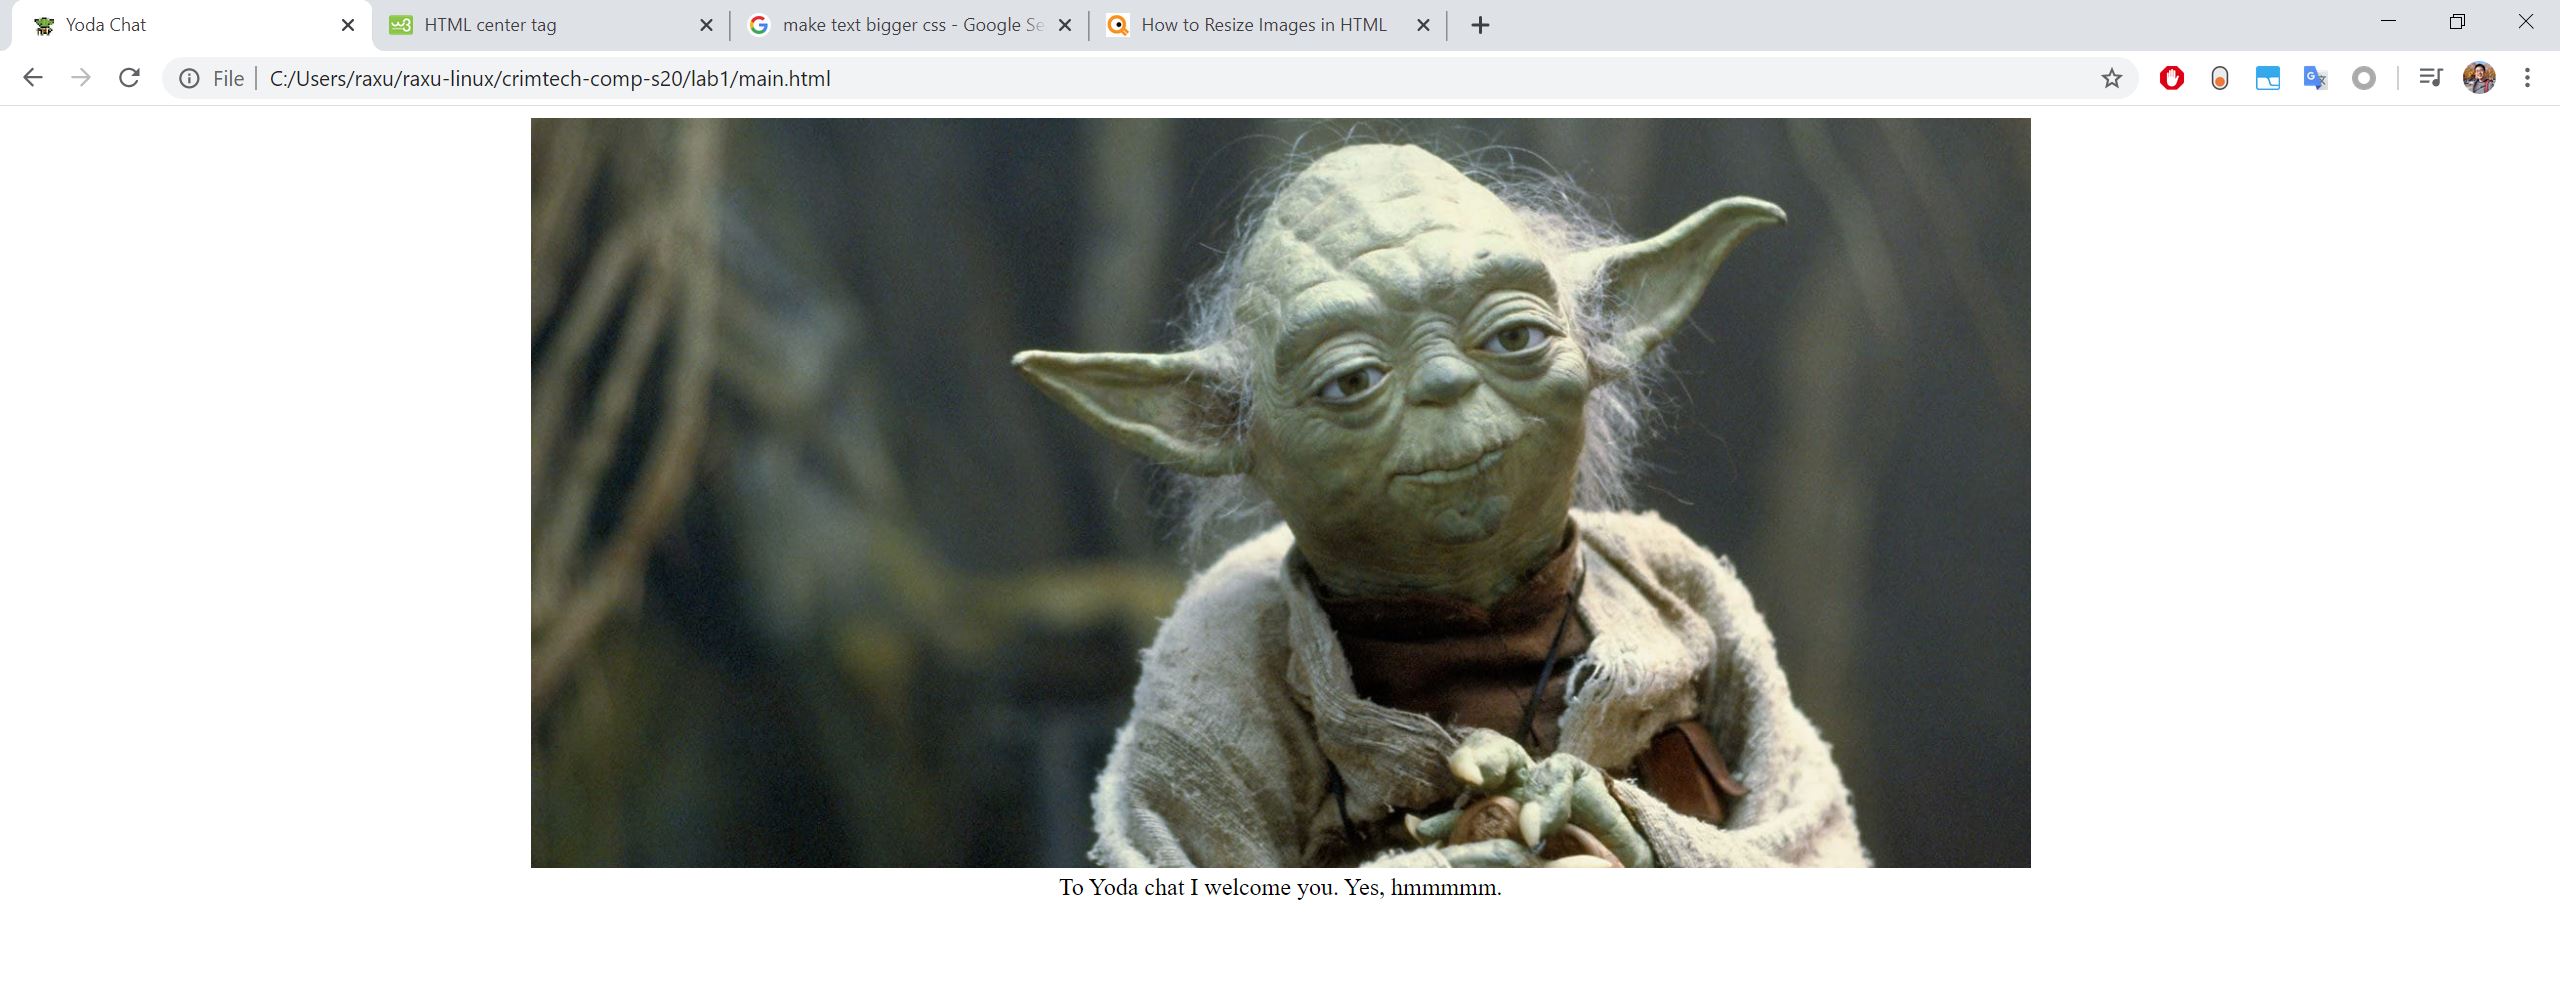 Yoda Chat
HTML center tag
make text bigger css - Google Se
How to Resize Images in HTML
File
C:/Users/raxu/raxu-linux/crimtech-comp-s20/lab1/main.html
To Yoda chat I welcome you. Yes, hmmmmm.